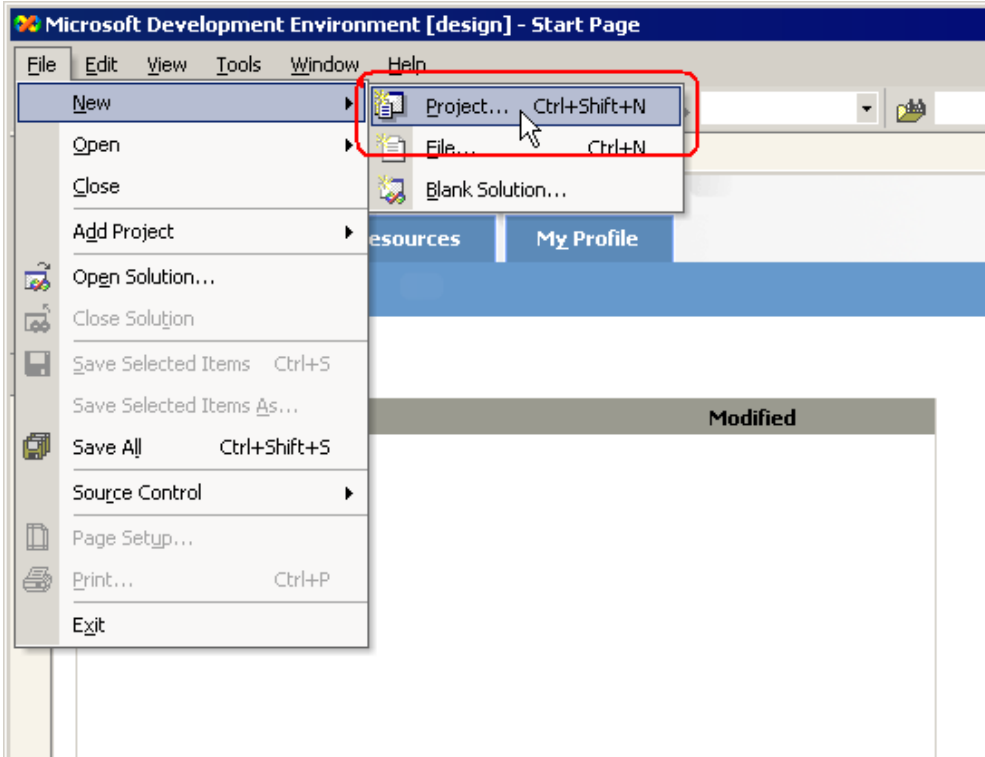 Microsoft Development Environment [design] - Start Page
File Edit View Tools Window Help
New
Project... Ctrl+Shift+N
Open
File... Ctrl+N
Close
Blank Solution...
Add Project
esources My Profile
Open Solution...
Close Solution
Save Selected Items Ctrl+S
Save Selected Items As...
Modified
Save All Ctrl+Shift+S
Source Control
Page Setup...
Print... Ctrl+P
Exit